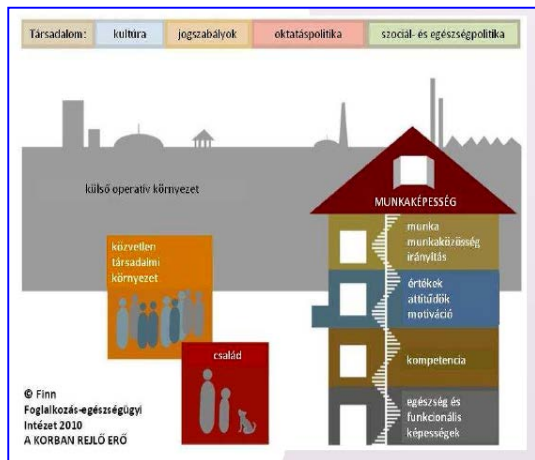 Társadalom: kultúra jogszabályok oktatáspolitika szociál- és egészségpolitika
külső operatív környezet
MUNKAKÉPESSÉG
munka
munkaközösség
irányítás
közvetlen
társadalmi
környezet
értékek
attitűdök
motiváció
család
kompetencia
egészség és
funkcionális
képességek
© Finn
Foglalkozás-egészségügyi
Intézet 2010
A KORBAN REJLŐ ERŐ